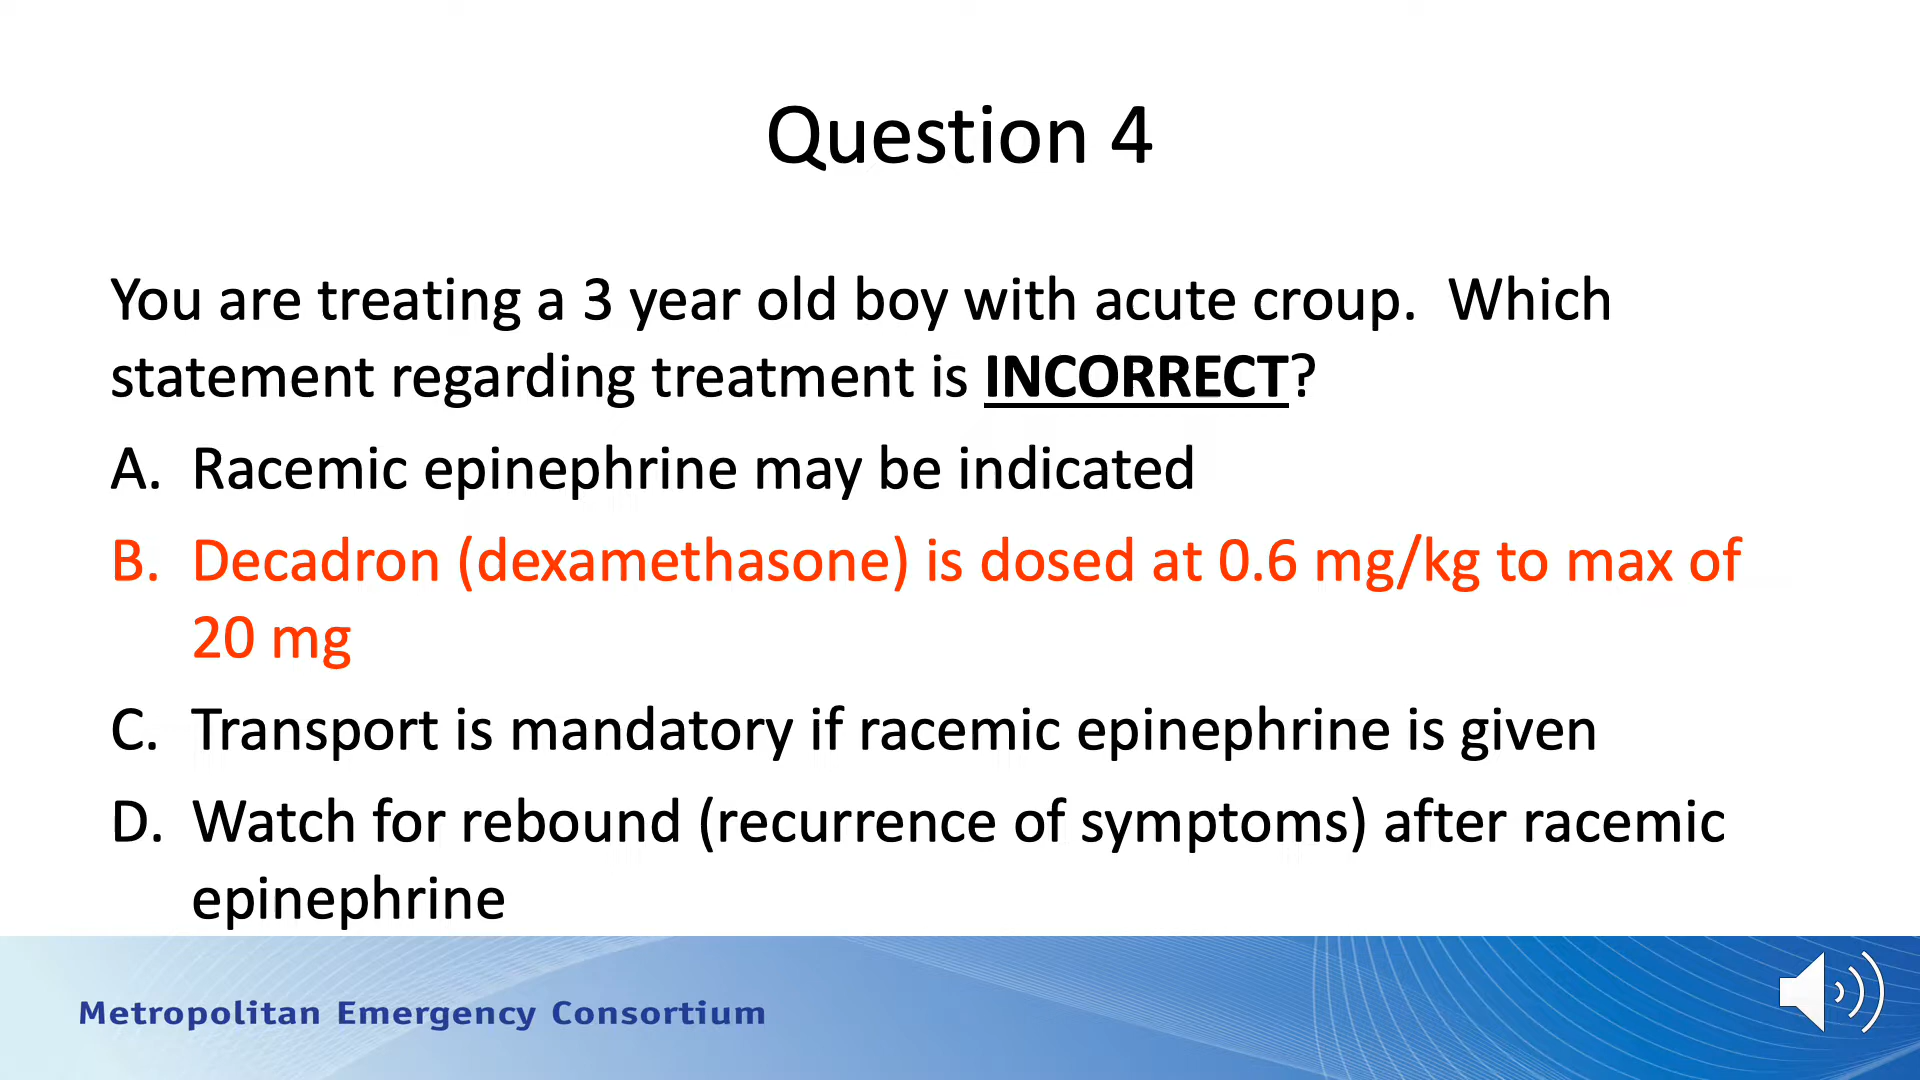 Question 4
You are treating a 3 year old boy with acute croup.  Which
statement regarding treatment is INCORRECT?
A. Racemic epinephrine may be indicated
B. Decadron (dexamethasone) is dosed at 0.6 mg/kg to max of
20 mg
C. Transport is mandatory if racemic epinephrine is given
D. Watch for rebound (recurrence of symptoms) after racemic
epinephrine
Metropolitan Emergency Consortium